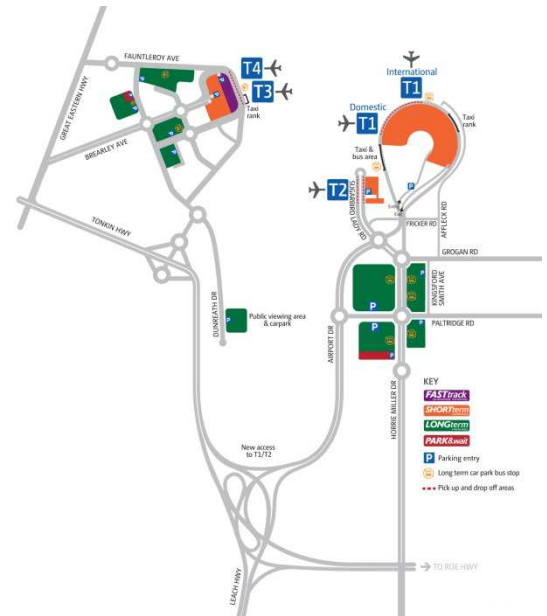 FAUNTLEROY AVE
T4
T3
Taxi
rank
GREAT EASTERN HWY
BREARLEY AVE
TONKIN HWY
DUNREATH DR
Public viewing area
& carpark
International
T1
Domestic
T1
Taxi
rank
Taxi &
bus area
T2
SUGARBIRD LADY DR
FRICKER RD
AFFLECK RD
GROGAN RD
KINGSFORD
SMITH AVE
PALTRIDGE RD
AIRPORT DR
HORRIE MILLER DR
New access
to T1/T2
LEACH HWY
TO ROE HWY
KEY
FASTtrack
SHORTterm
LONGterm
PARK&wait
P Parking entry
Long term car park bus stop
Pick up and drop off areas